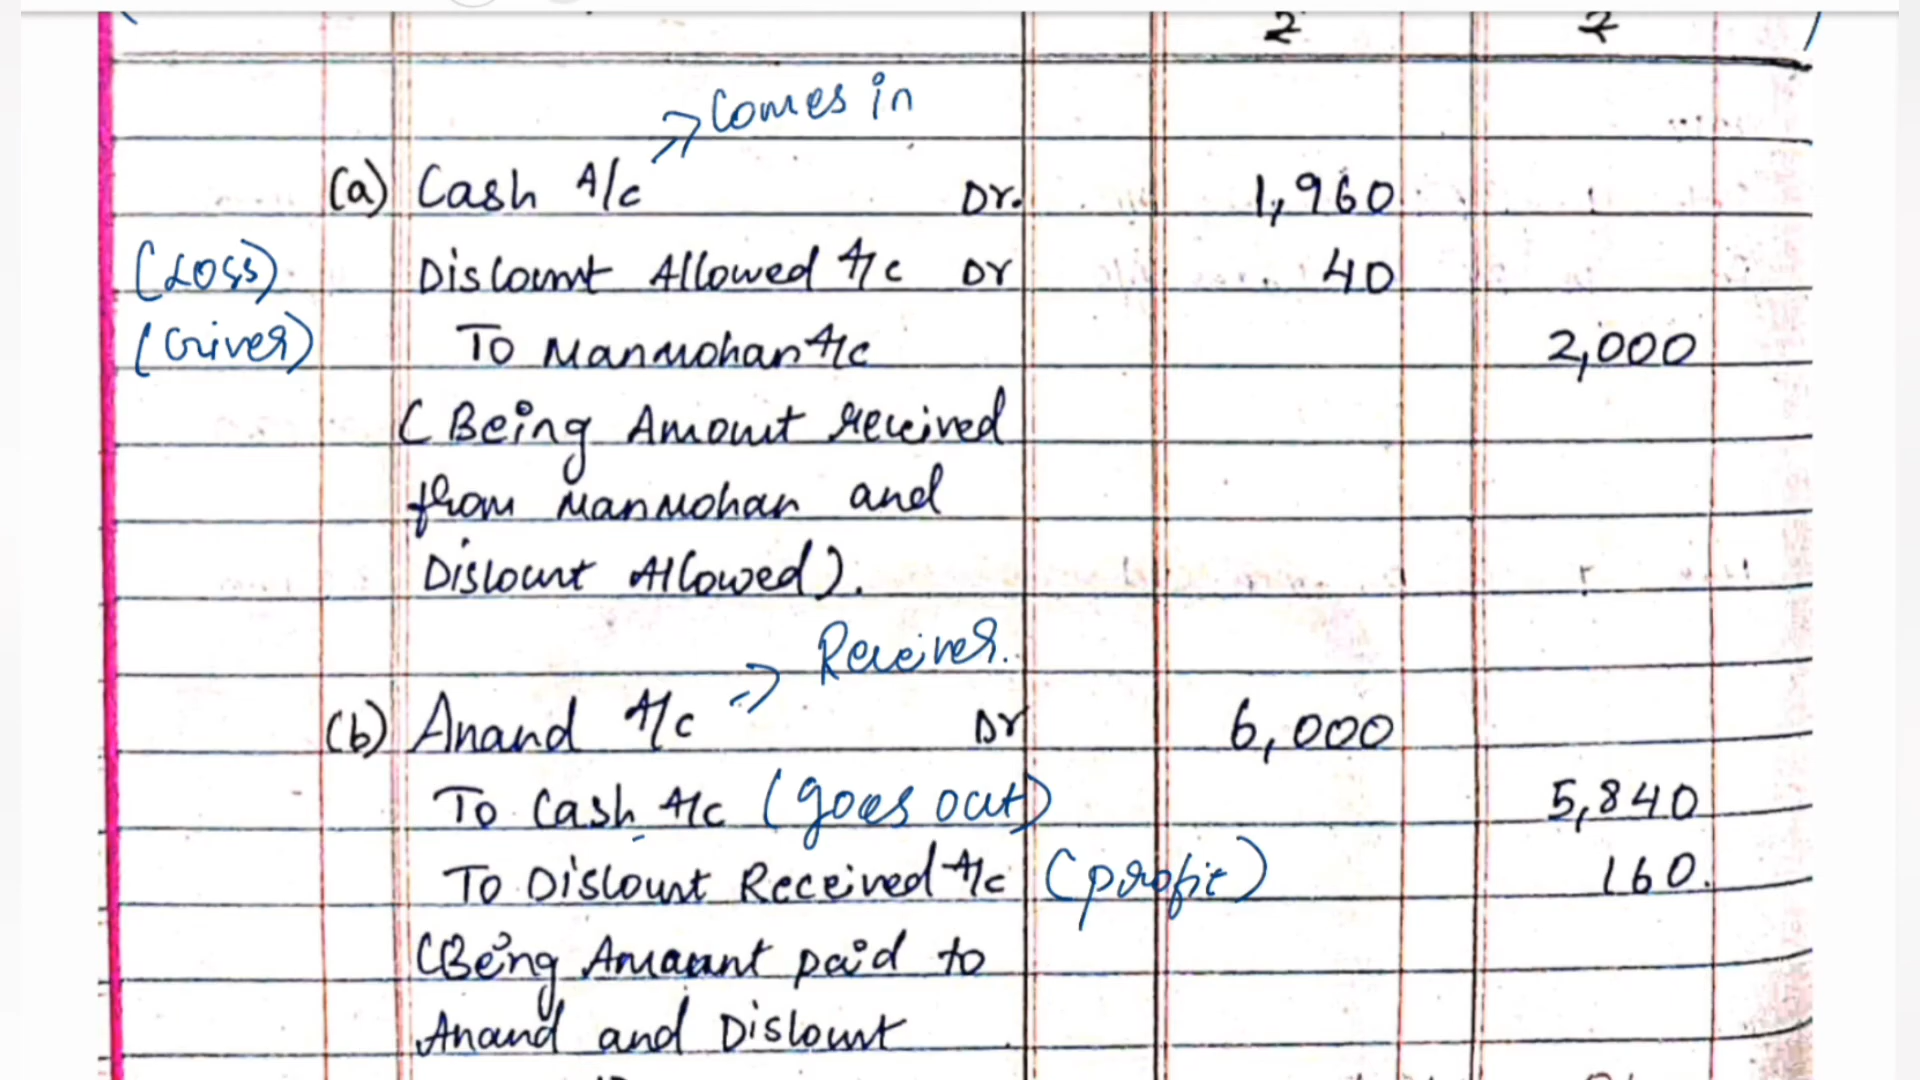 ₹ ₹
→ Comes in
(a) Cash A/c Dr. 1,960
(Loss) Discount Allowed A/c Dr 40
(Giver) To Manmohan A/c 2,000
(Being Amount received
from Manmohan and
Discount Allowed).
→ Receiver.
(b) Anand A/c Dr 6,000
To Cash A/c (goes out) 5,840
To Discount Received A/c (profit) 160.
(Being Amount paid to
Anand and Discount